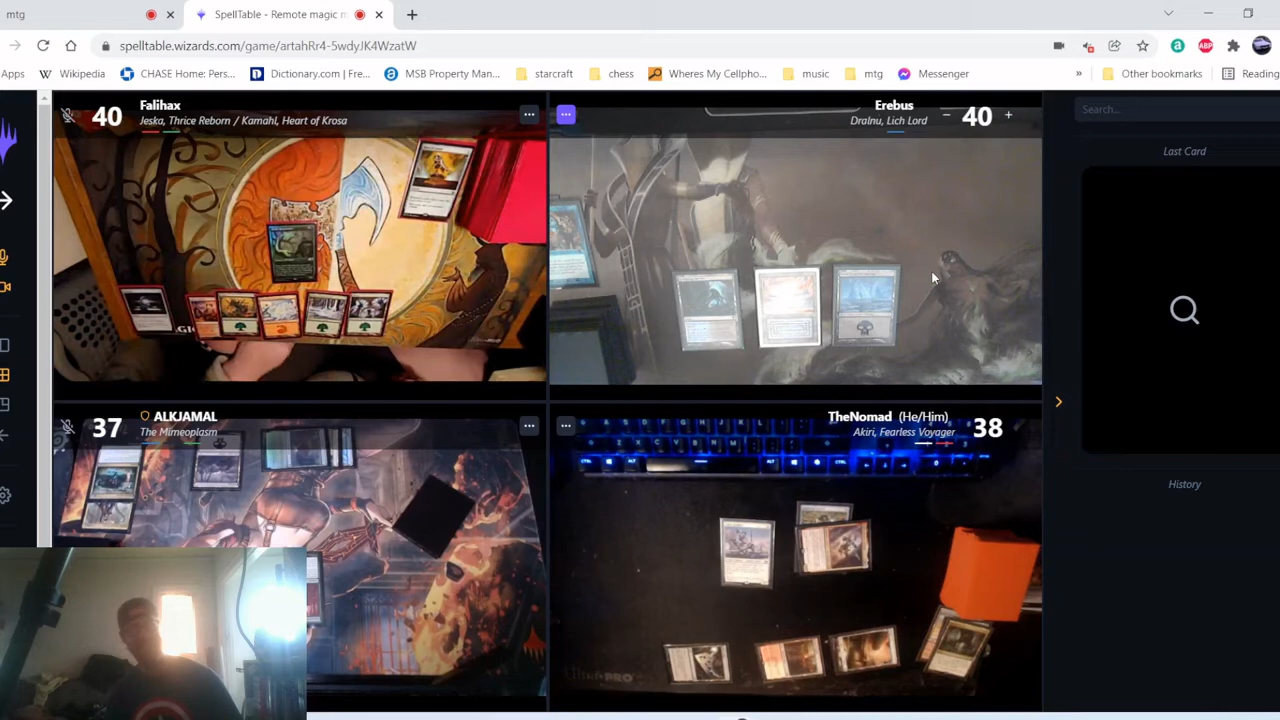 mtg
SpellTable - Remote magic m
spelltable.wizards.com/game/artahRr4-5wdyJK4WzatW
ABP
Apps
Wikipedia
CHASE Home Pers...
Dictionary.com | Fre...
MSB Property Man...
starcraft
chess
Wheres My Cellpho...
music
mtg
Messenger
»
Other bookmarks
Reading
40
Falihax
Jeska, Thrice Reborn / Kamahl, Heart of Krosa
Erebus
Dralnu, Lich Lord
− 40 +
Search...
Last Card
37
ALKJAMAL
The Mimeoplasm
TheNomad (He/Him)
Akiri, Fearless Voyager
38
History